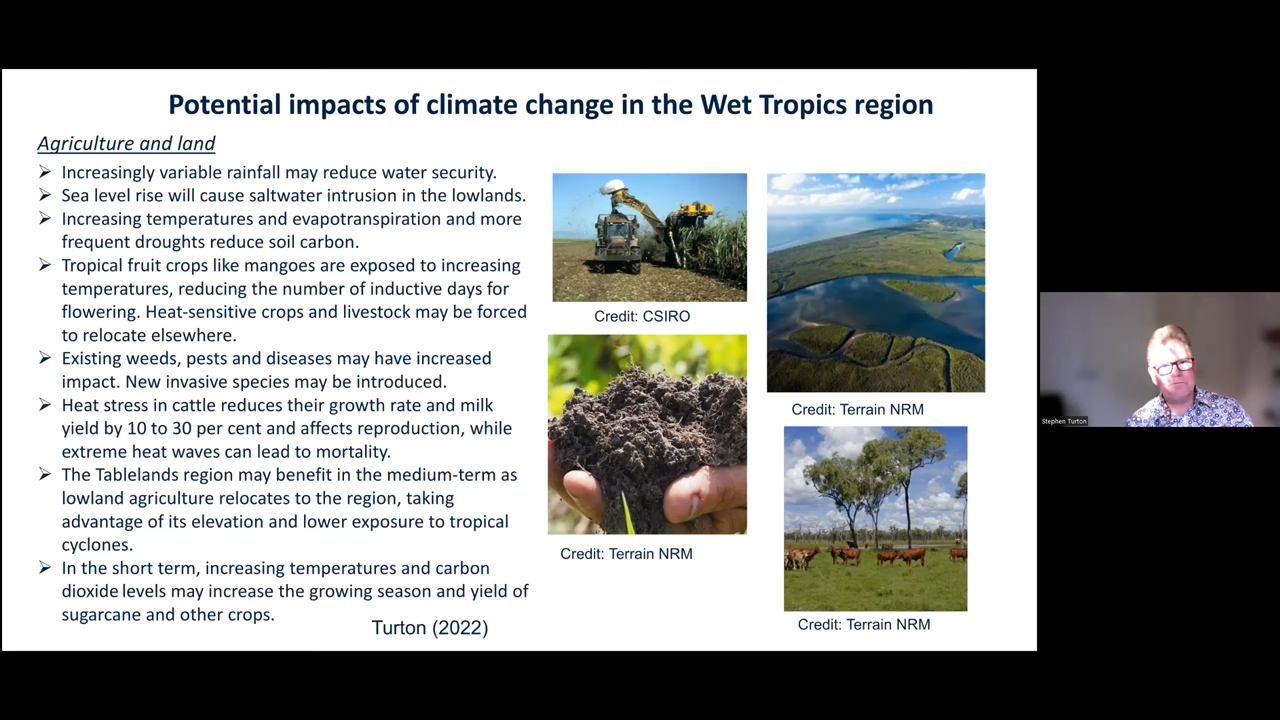 Potential impacts of climate change in the Wet Tropics region
Agriculture and land
➢ Increasingly variable rainfall may reduce water security.
➢ Sea level rise will cause saltwater intrusion in the lowlands.
➢ Increasing temperatures and evapotranspiration and more
frequent droughts reduce soil carbon.
➢ Tropical fruit crops like mangoes are exposed to increasing
temperatures, reducing the number of inductive days for
flowering. Heat-sensitive crops and livestock may be forced
to relocate elsewhere.
➢ Existing weeds, pests and diseases may have increased
impact. New invasive species may be introduced.
➢ Heat stress in cattle reduces their growth rate and milk
yield by 10 to 30 per cent and affects reproduction, while
extreme heat waves can lead to mortality.
➢ The Tablelands region may benefit in the medium-term as
lowland agriculture relocates to the region, taking
advantage of its elevation and lower exposure to tropical
cyclones.
➢ In the short term, increasing temperatures and carbon
dioxide levels may increase the growing season and yield of
sugarcane and other crops.
Turton (2022)
Credit: CSIRO
Credit: Terrain NRM
Credit: Terrain NRM
Credit: Terrain NRM
Stephen Turton